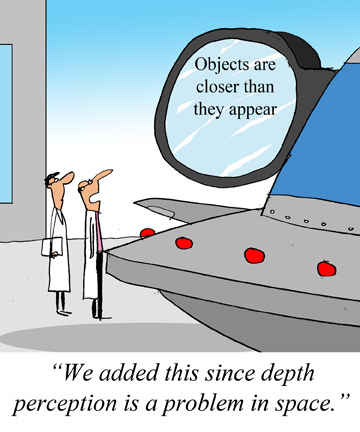 Objects are
closer than
they appear
“We added this since depth
perception is a problem in space.”